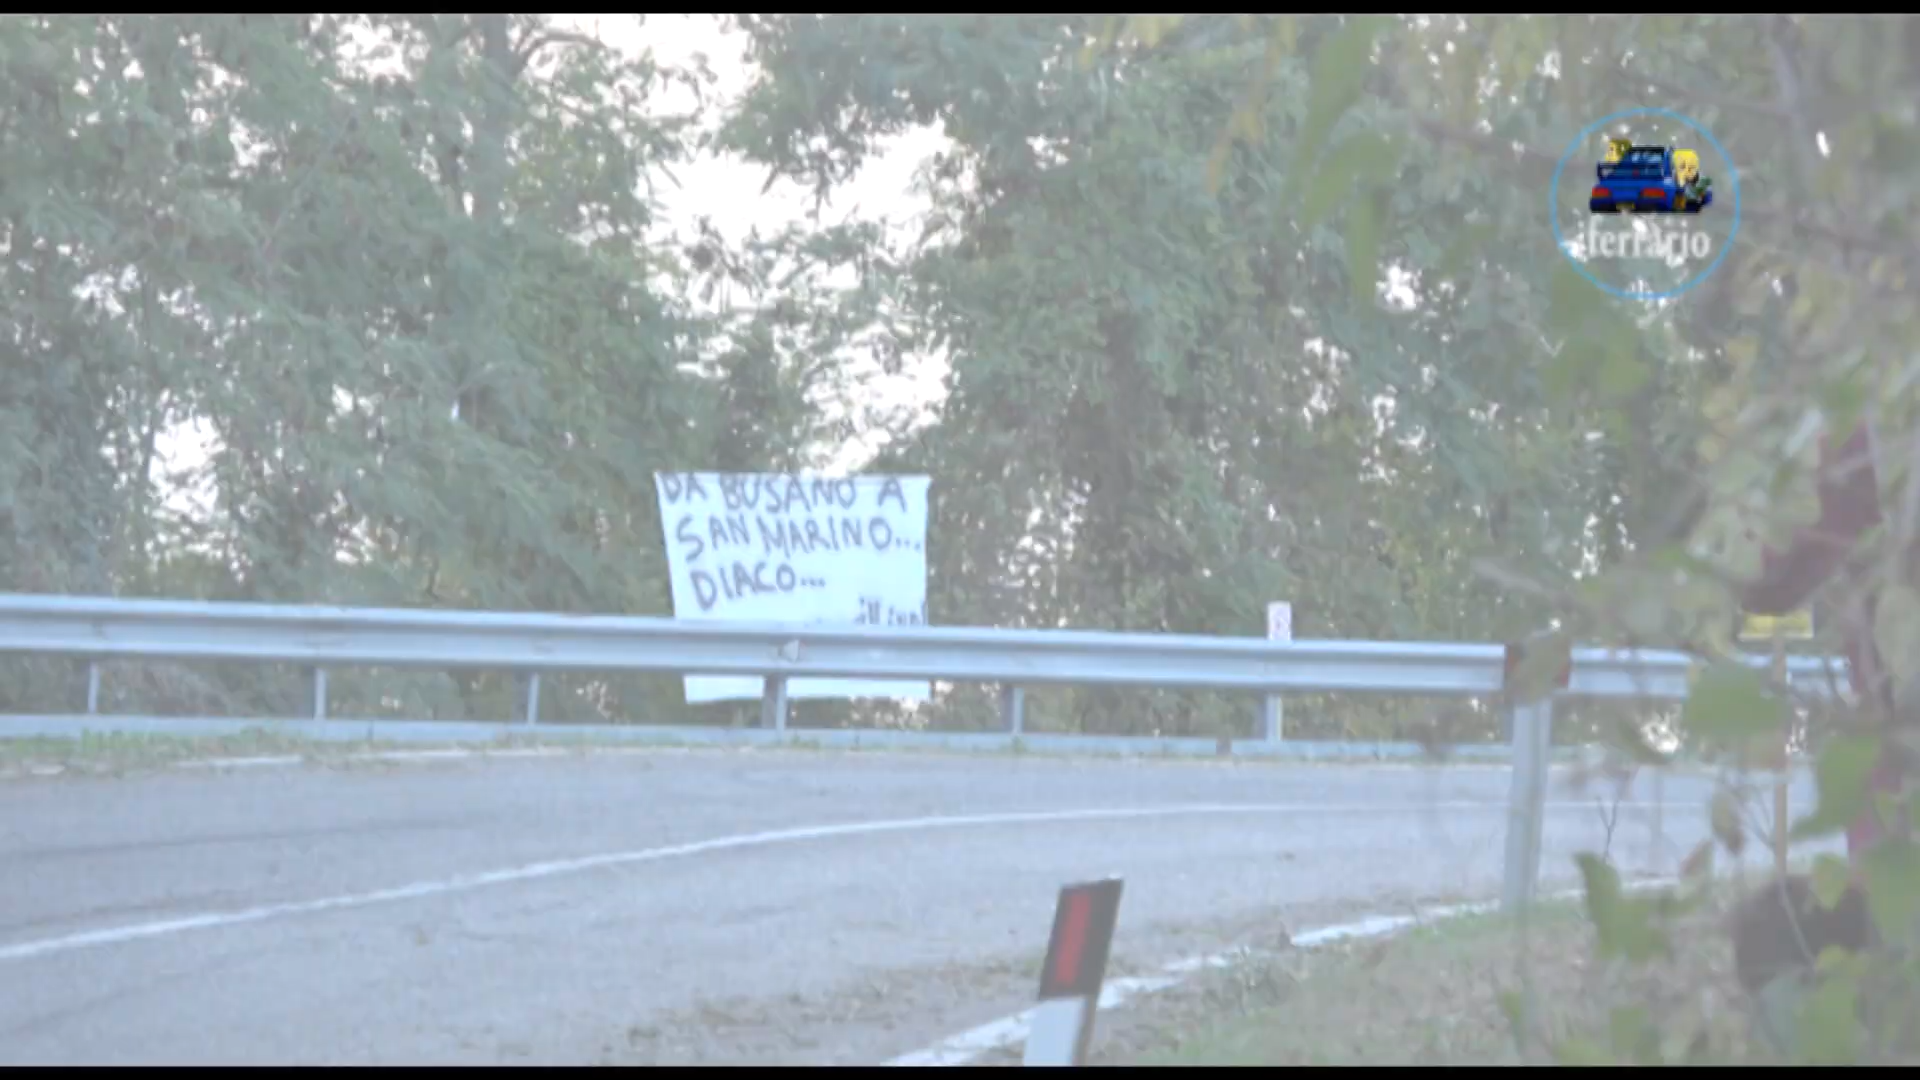 DA BUSANO A
SAN MARINO...
DIACO...
iferrario